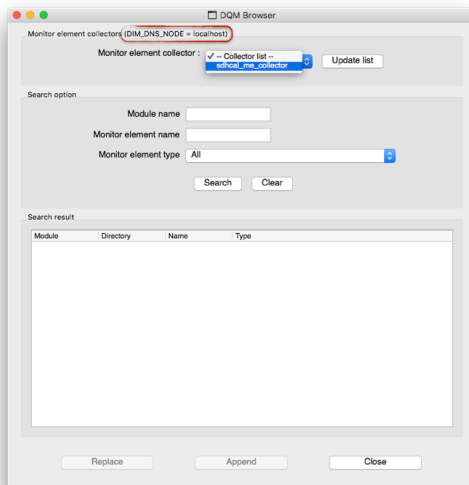 DQM Browser
Monitor element collectors (DIM_DNS_NODE = localhost)
Monitor element collector :
✓ -- Collector list --
sdhcal_me_collector
Update list
Search option
Module name
Monitor element name
Monitor element type All
Search Clear
Search result
Module Directory Name Type
Replace Append Close